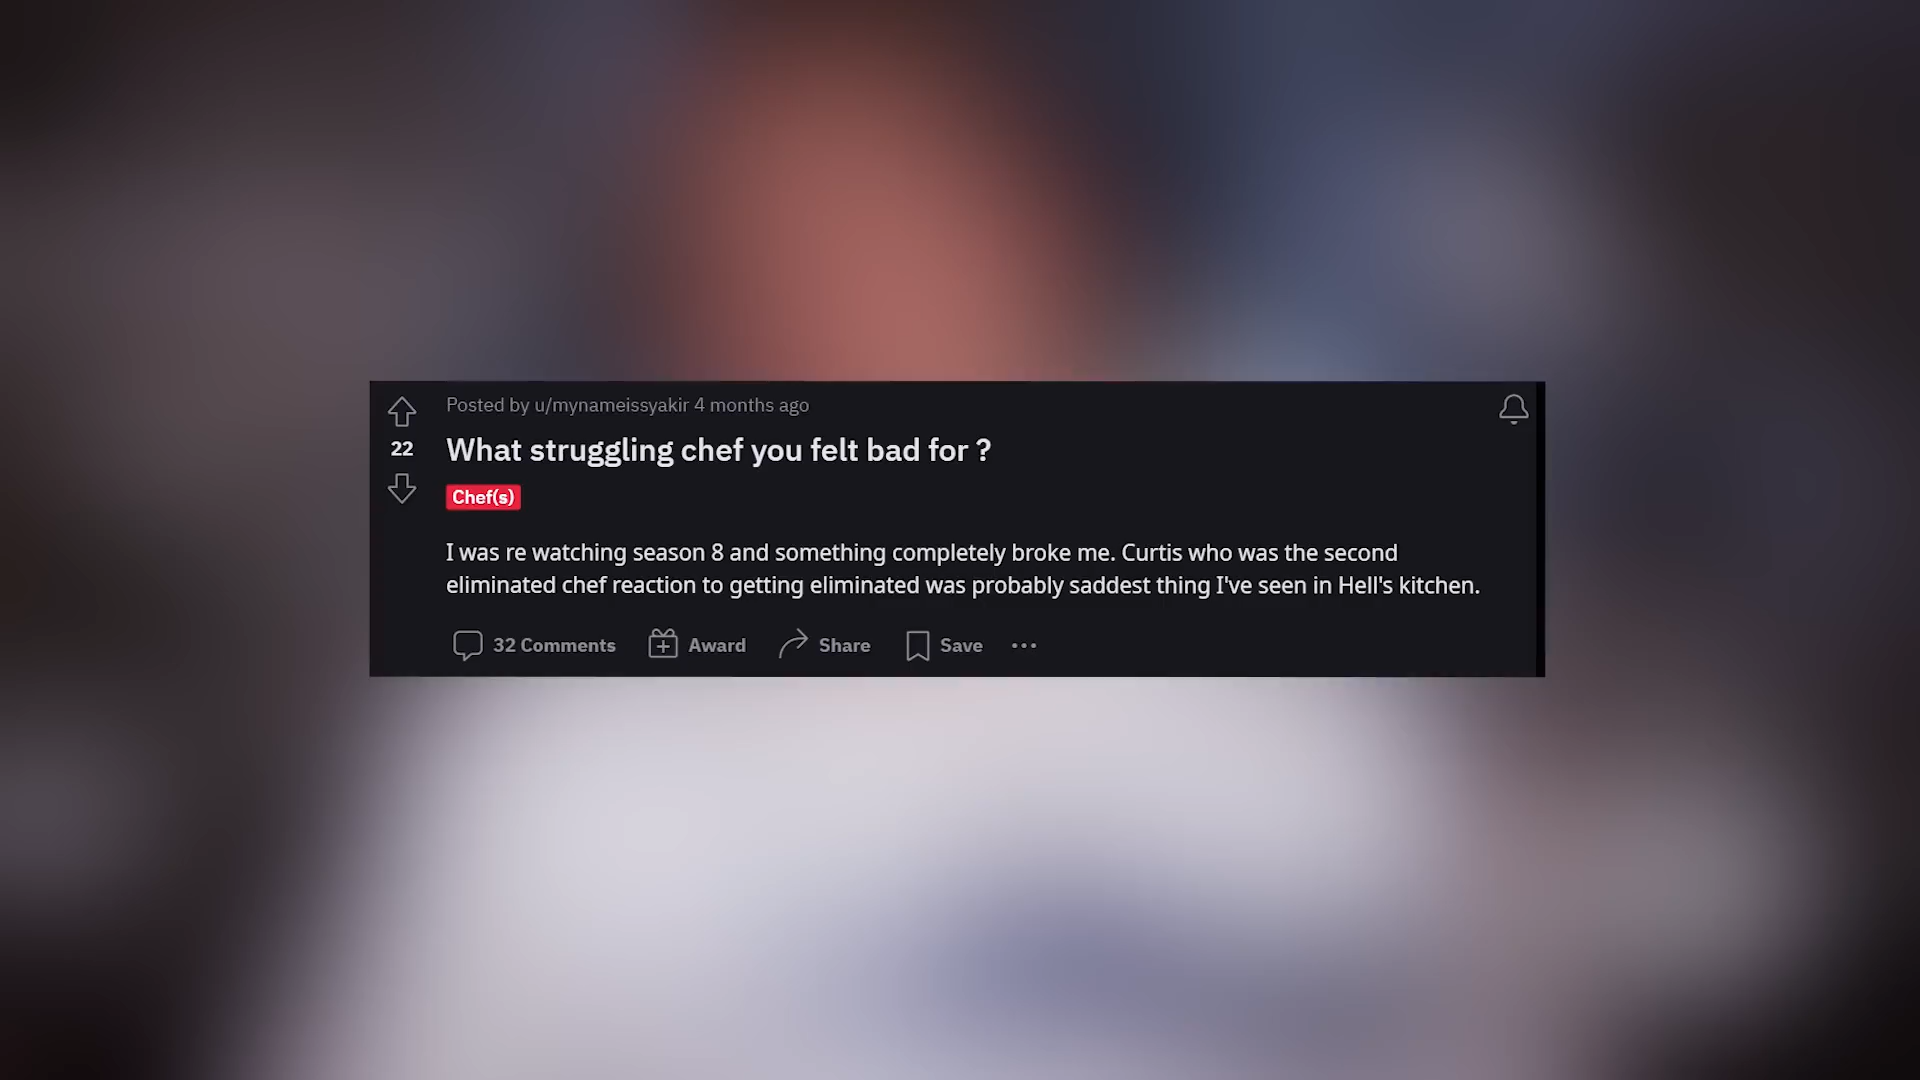 Posted by u/mynameissyakir 4 months ago
22
What struggling chef you felt bad for ?
Chef(s)
I was re watching season 8 and something completely broke me. Curtis who was the second
eliminated chef reaction to getting eliminated was probably saddest thing I've seen in Hell's kitchen.
32 Comments Award Share Save